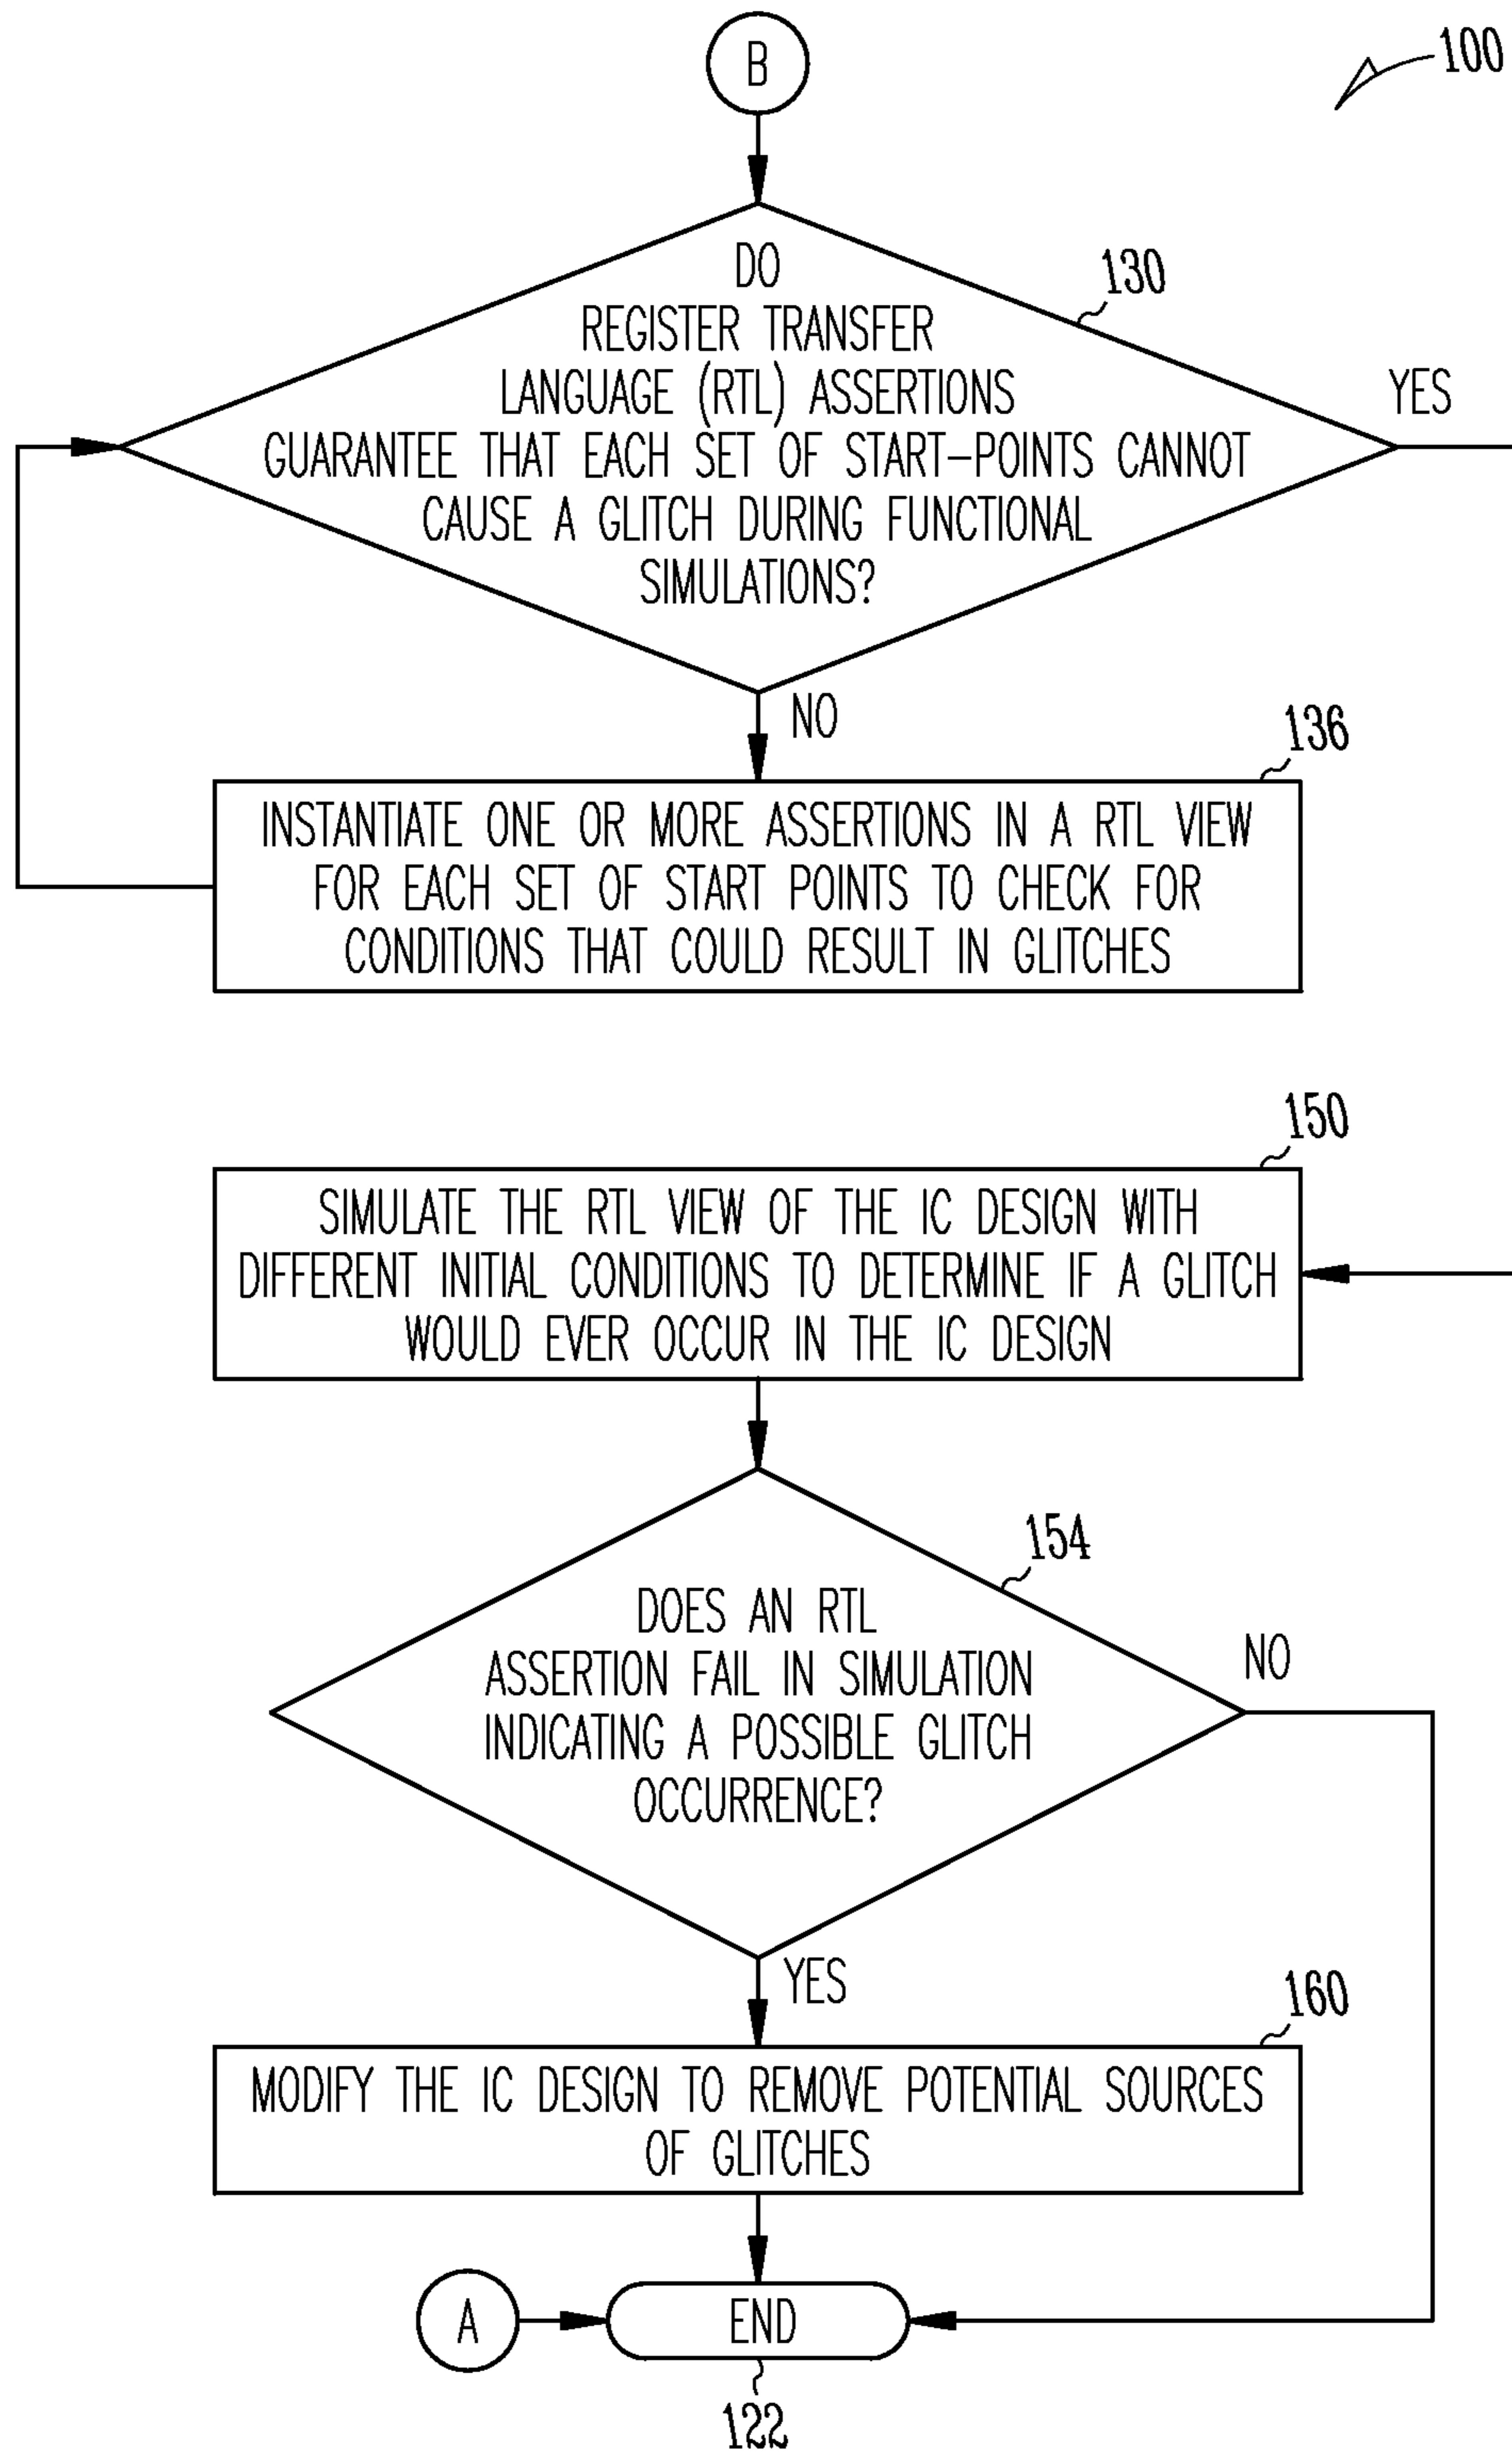 B
100
DO
REGISTER TRANSFER
LANGUAGE (RTL) ASSERTIONS
GUARANTEE THAT EACH SET OF START-POINTS CANNOT
CAUSE A GLITCH DURING FUNCTIONAL
SIMULATIONS?
130
YES
NO
136
INSTANTIATE ONE OR MORE ASSERTIONS IN A RTL VIEW
FOR EACH SET OF START POINTS TO CHECK FOR
CONDITIONS THAT COULD RESULT IN GLITCHES
150
SIMULATE THE RTL VIEW OF THE IC DESIGN WITH
DIFFERENT INITIAL CONDITIONS TO DETERMINE IF A GLITCH
WOULD EVER OCCUR IN THE IC DESIGN
154
DOES AN RTL
ASSERTION FAIL IN SIMULATION
INDICATING A POSSIBLE GLITCH
OCCURRENCE?
NO
YES
160
MODIFY THE IC DESIGN TO REMOVE POTENTIAL SOURCES
OF GLITCHES
A
END
122